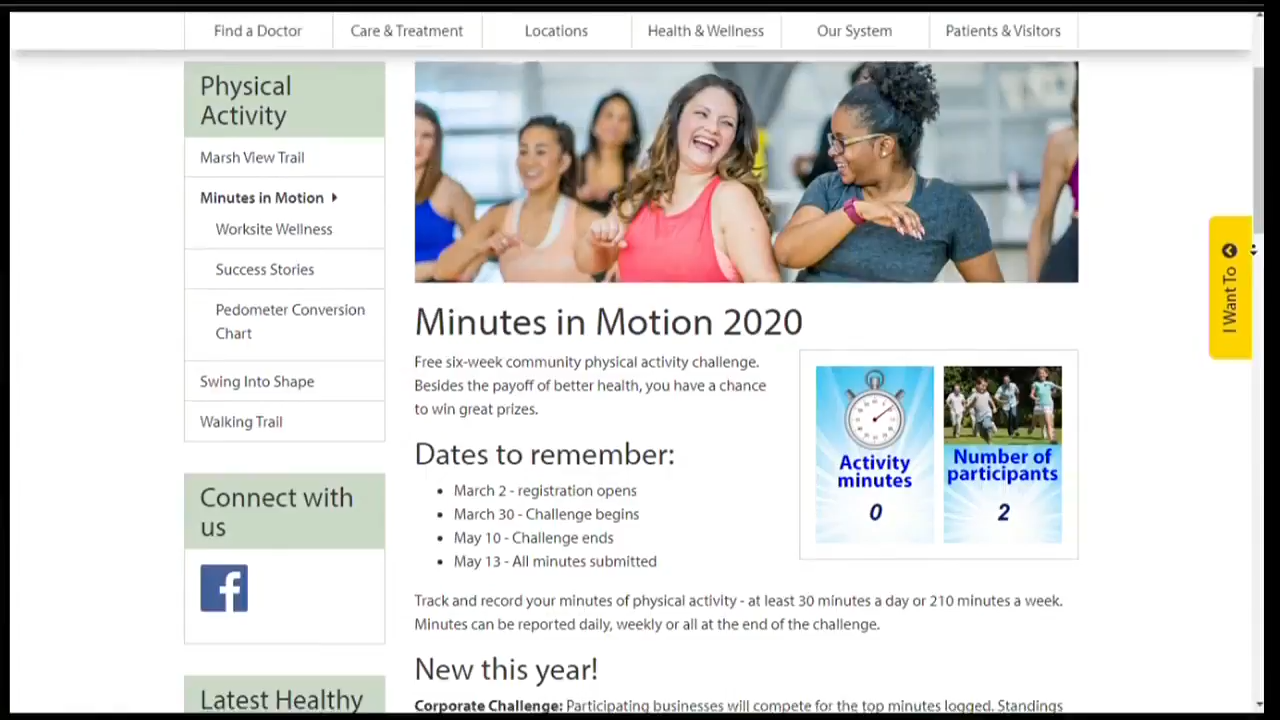 Find a Doctor
Care & Treatment
Locations
Health & Wellness
Our System
Patients & Visitors
Physical
Activity
Marsh View Trail
Minutes in Motion
Worksite Wellness
Success Stories
Pedometer Conversion
Chart
Swing Into Shape
Walking Trail
Connect with
us
f
Latest Healthy
Minutes in Motion 2020
Free six-week community physical activity challenge.
Besides the payoff of better health, you have a chance
to win great prizes.
Dates to remember:
• March 2 - registration opens
• March 30 - Challenge begins
• May 10 - Challenge ends
• May 13 - All minutes submitted
Activity
minutes
0
Number of
participants
2
Track and record your minutes of physical activity - at least 30 minutes a day or 210 minutes a week.
Minutes can be reported daily, weekly or all at the end of the challenge.
New this year!
Corporate Challenge: Participating businesses will compete for the top minutes logged. Standings
I Want To